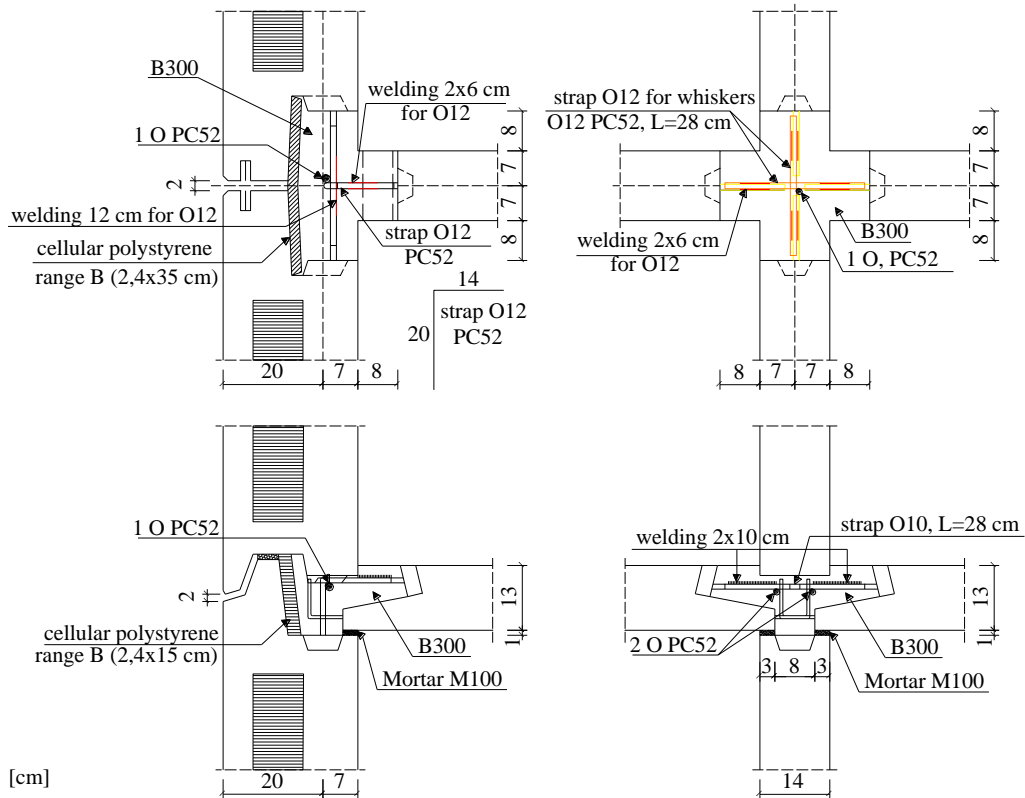 B300
welding 2x6 cm
for O12
1 O PC52
2
welding 12 cm for O12
cellular polystyrene
range B (2,4x35 cm)
strap O12
PC52
14
20
strap O12
PC52
8
7
7
8
20
7
8
strap O12 for whiskers
O12 PC52, L=28 cm
welding 2x6 cm
for O12
B300
1 O, PC52
8
7
7
8
8
7
7
8
1 O PC52
2
cellular polystyrene
range B (2,4x15 cm)
B300
Mortar M100
13
1
20
7
[cm]
welding 2x10 cm
strap O10, L=28 cm
2 O PC52
B300
Mortar M100
3
8
3
13
1
14